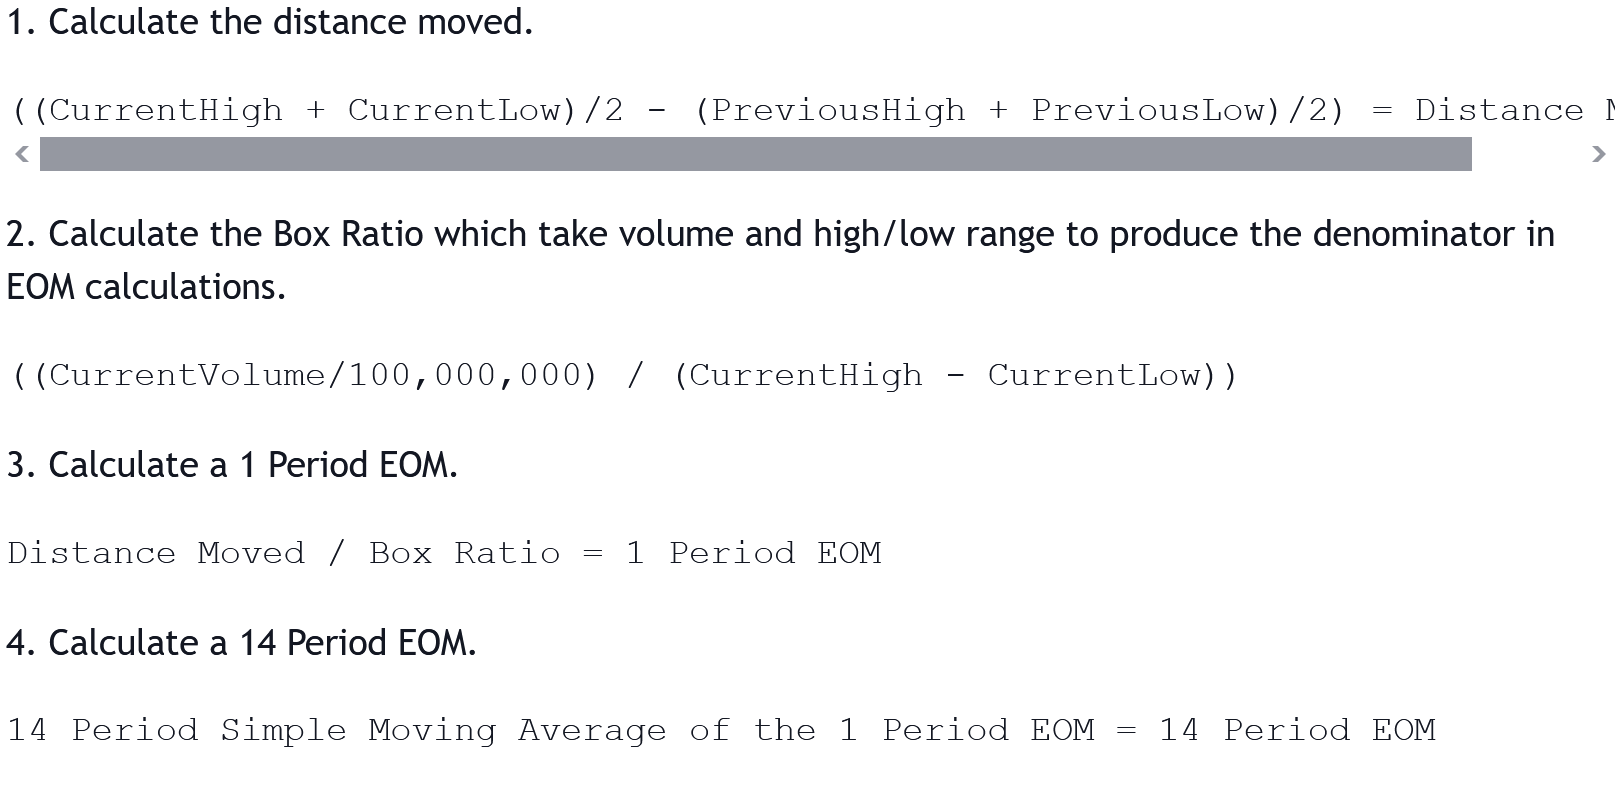 1. Calculate the distance moved.
((CurrentHigh + CurrentLow)/2 - (PreviousHigh + PreviousLow)/2) = Distance
2. Calculate the Box Ratio which take volume and high/low range to produce the denominator in
EOM calculations.
((CurrentVolume/100,000,000) / (CurrentHigh - CurrentLow))
3. Calculate a 1 Period EOM.
Distance Moved / Box Ratio = 1 Period EOM
4. Calculate a 14 Period EOM.
14 Period Simple Moving Average of the 1 Period EOM = 14 Period EOM